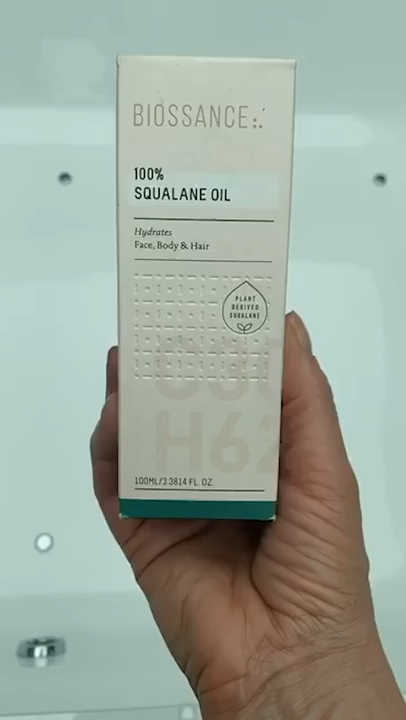 BIOSSANCE
100%
SQUALANE OIL
Hydrates
Face, Body & Hair
PLANT
DERIVED
SQUALANE
H62
100ML/3.3814 FL. OZ.